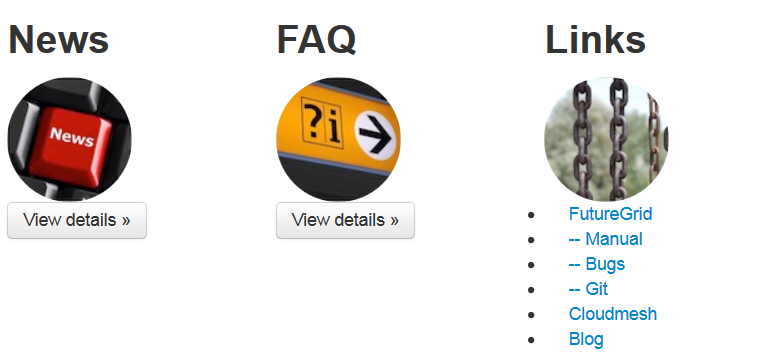 News
News
View details »
FAQ
?i
View details »
Links
FutureGrid
-- Manual
-- Bugs
-- Git
Cloudmesh
Blog